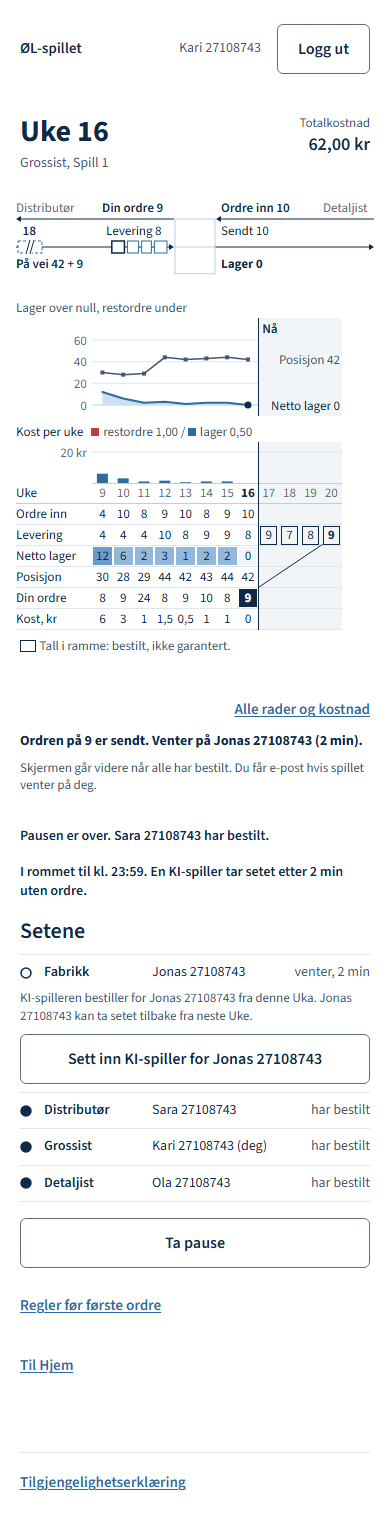 ØL-spillet Kari 27108743 Logg ut
Uke 16 Totalkostnad
62,00 kr
Grossist, Spill 1
Distributør Din ordre 9 Ordre inn 10 Detaljist
18 Levering 8 Sendt 10
På vei 42 + 9 Lager 0
Lager over null, restordre under
Nå
60
40 Posisjon 42
20
0 Netto lager 0
Kost per uke restordre 1,00 / lager 0,50
20 kr
Uke 9 10 11 12 13 14 15 16 17 18 19 20
Ordre inn 4 10 8 9 10 8 9 10
Levering 4 4 4 10 8 9 9 8 9 7 8 9
Netto lager 12 6 2 3 1 2 2 0
Posisjon 30 28 29 44 42 43 44 42
Din ordre 8 9 24 8 9 10 8 9
Kost, kr 6 3 1 1,5 0,5 1 1 0
Tall i ramme: bestilt, ikke garantert.
Alle rader og kostnad
Ordren på 9 er sendt. Venter på Jonas 27108743 (2 min).
Skjermen går videre når alle har bestilt. Du får e-post hvis spillet
venter på deg.
Pausen er over. Sara 27108743 har bestilt.
I rommet til kl. 23:59. En KI-spiller tar setet etter 2 min
uten ordre.
Setene
Fabrikk Jonas 27108743 venter, 2 min
KI-spilleren bestiller for Jonas 27108743 fra denne Uka. Jonas
27108743 kan ta setet tilbake fra neste Uke.
Sett inn KI-spiller for Jonas 27108743
Distributør Sara 27108743 har bestilt
Grossist Kari 27108743 (deg) har bestilt
Detaljist Ola 27108743 har bestilt
Ta pause
Regler før første ordre
Til Hjem
Tilgjengelighetserklæring